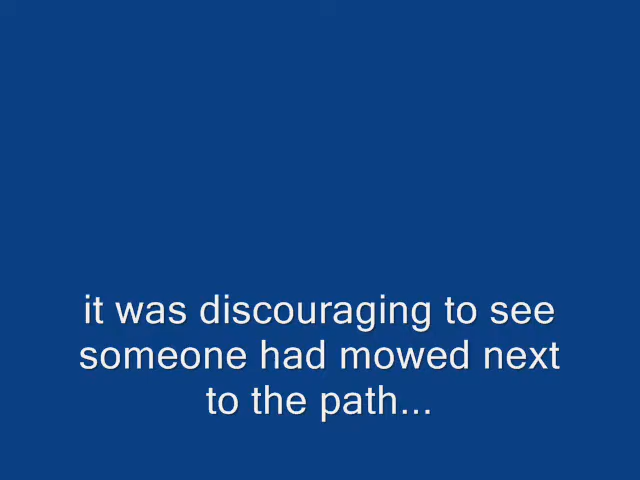 it was discouraging to see
someone had mowed next
to the path...